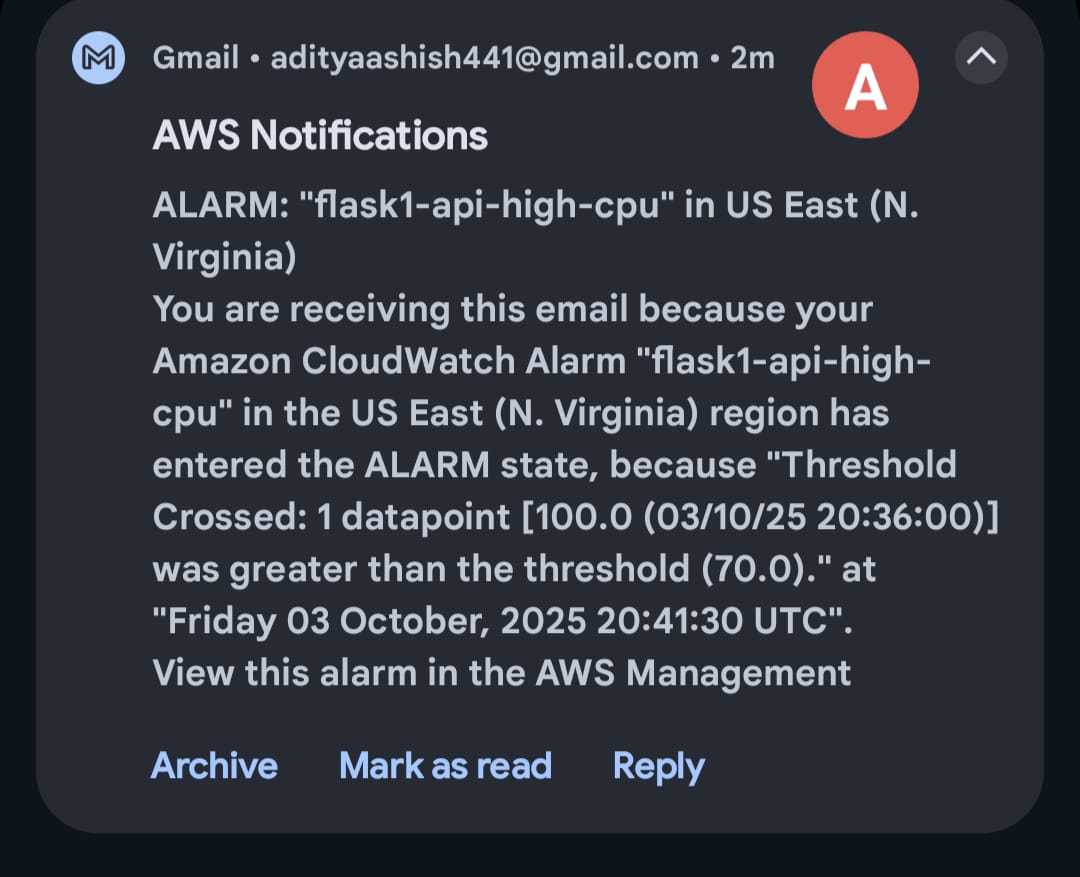 Gmail • adityaashish441@gmail.com • 2m
A
AWS Notifications
ALARM: "flask1-api-high-cpu" in US East (N.
Virginia)
You are receiving this email because your
Amazon CloudWatch Alarm "flask1-api-high-
cpu" in the US East (N. Virginia) region has
entered the ALARM state, because "Threshold
Crossed: 1 datapoint [100.0 (03/10/25 20:36:00)]
was greater than the threshold (70.0)." at
"Friday 03 October, 2025 20:41:30 UTC".
View this alarm in the AWS Management
Archive Mark as read Reply